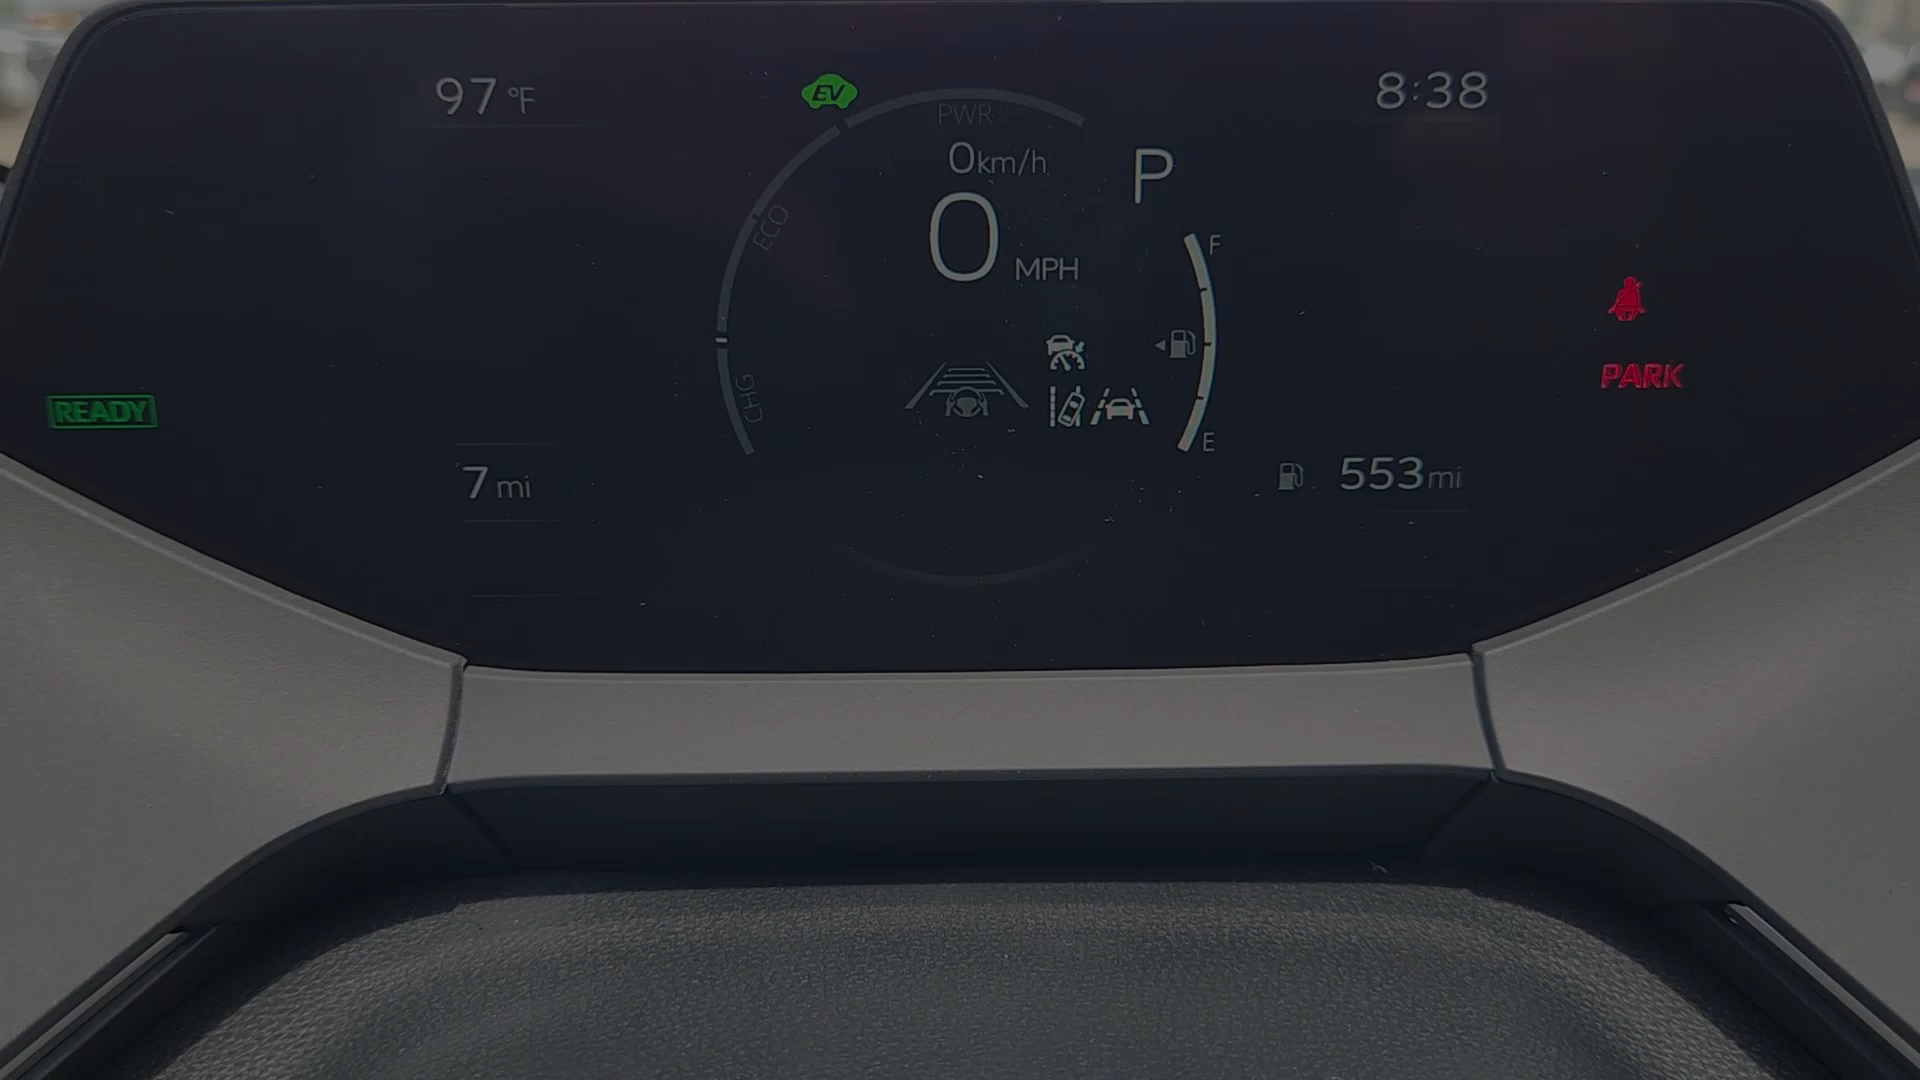 97 °F
EV
8:38
PWR
0 km/h
P
0 MPH
ECO
F
CHG
PARK
READY
E
7 mi
553 mi